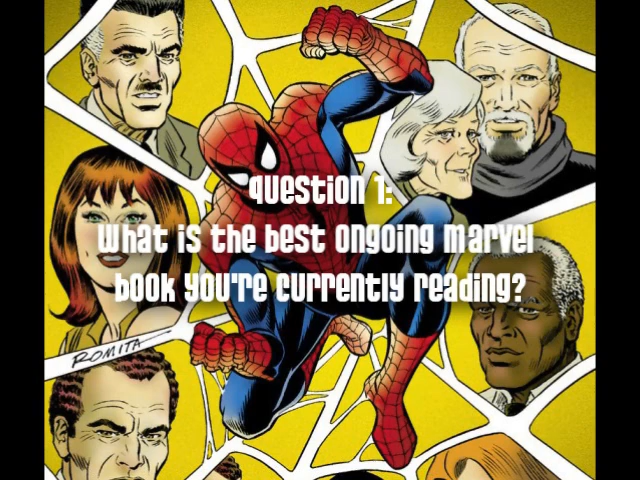 Question 1:
What is the best ongoing Marvel
book you're currently reading?
ROMITA